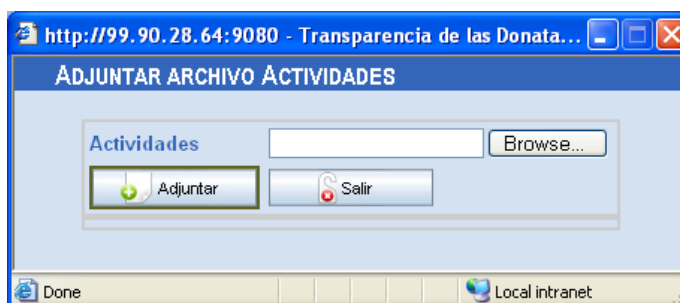 http://99.90.28.64:9080 - Transparencia de las Donata...
ADJUNTAR ARCHIVO ACTIVIDADES
Actividades Browse...
Adjuntar Salir
Done Local intranet